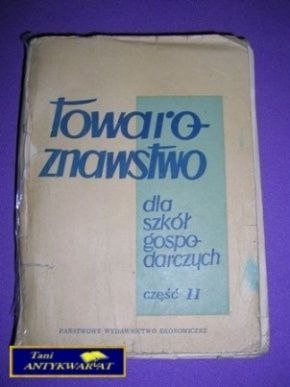 towaro-
znawstwo
dla
szkół
gospo-
darczych
część II
PAŃSTWOWE WYDAWNICTWO EKONOMICZNE
Tani
ANTYKWARIAT